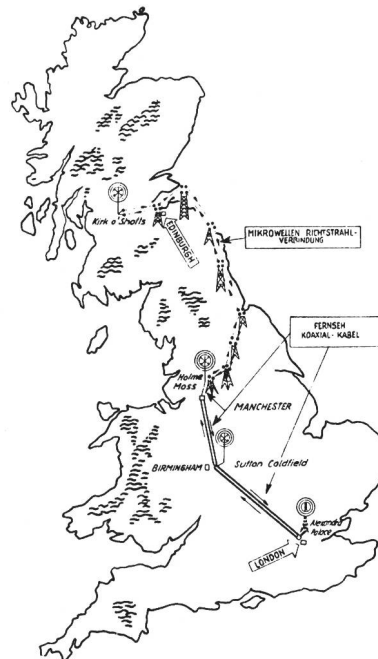 Kirk o'Shotts
EDINBURGH
MIKROWELLEN RICHTSTRAHL-
VERBINDUNG
FERNSEH
KOAXIAL-KABEL
Holme
Moss
MANCHESTER
BIRMINGHAM
Sutton Coldfield
Alexandra
Palace
LONDON